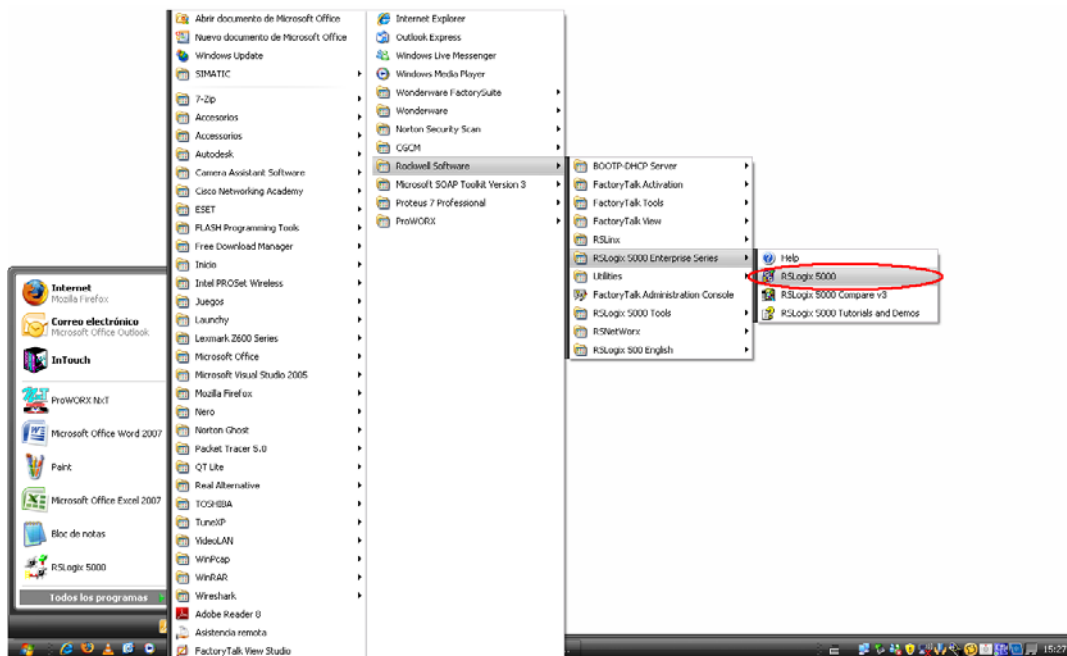 Internet
Mozilla Firefox
Correo electrónico
Microsoft Office Outlook
InTouch
ProWORX NxT
Microsoft Office Word 2007
Paint
Microsoft Office Excel 2007
Bloc de notas
RSLogix 5000
Todos los programas
Abrir documento de Microsoft Office
Nuevo documento de Microsoft Office
Windows Update
SIMATIC
7-Zip
Accesorios
Accessorios
Autodesk
Camera Assistant Software
Cisco Networking Academy
ESET
FLASH Programming Tools
Free Download Manager
Inicio
Intel PROSet Wireless
Juegos
Launchy
Lexmark Z600 Series
Microsoft Office
Microsoft Visual Studio 2005
Mozilla Firefox
Nero
Norton Ghost
Packet Tracer 5.0
QT Lite
Real Alternative
TOSHIBA
TuneXP
VideoLAN
WinPcap
WinRAR
Wireshark
Adobe Reader 8
Asistencia remota
FactoryTalk View Studio
Internet Explorer
Outlook Express
Windows Live Messenger
Windows Media Player
Wonderware FactorySuite
Wonderware
Norton Security Scan
CGCM
Rockwell Software
Microsoft SOAP Toolkit Version 3
Proteus 7 Professional
ProWORX
BOOTP-DHCP Server
FactoryTalk Activation
FactoryTalk Tools
FactoryTalk View
RSLinx
RSLogix 5000 Enterprise Series
Utilities
FactoryTalk Administration Console
RSLogix 5000 Tools
RSNetWorx
RSLogix 500 English
Help
RSLogix 5000
RSLogix 5000 Compare v3
RSLogix 5000 Tutorials and Demos
15:27